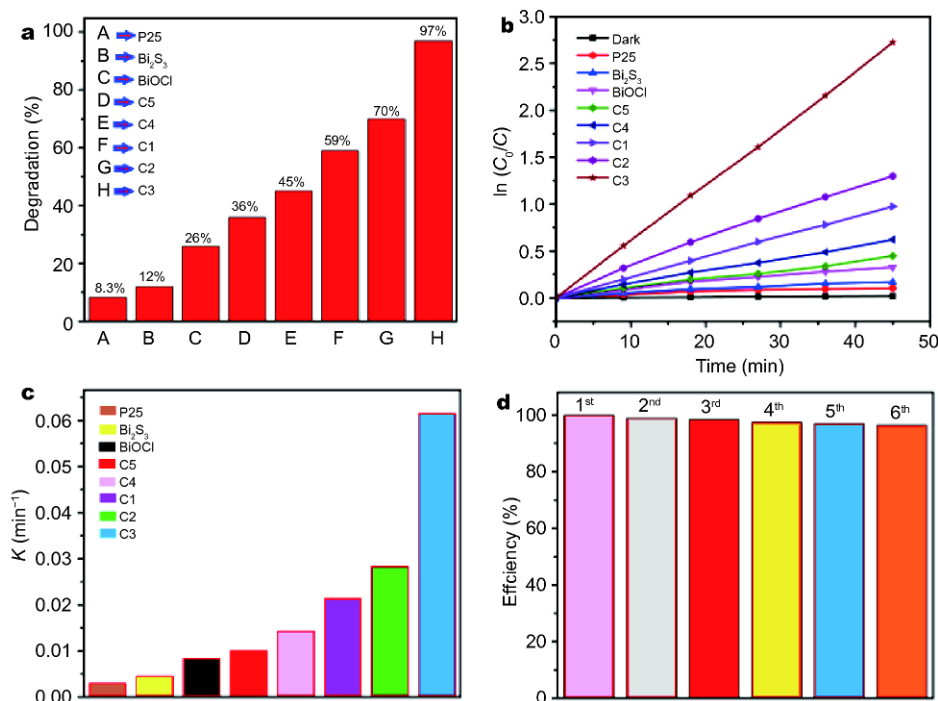 a
A P25
B Bi₂S₃
C BiOCl
D C5
E C4
F C1
G C2
H C3
Degradation (%)
100
80
60
40
20
0
8.3%
12%
26%
36%
45%
59%
70%
97%
A B C D E F G H
b
Dark
P25
Bi₂S₃
BiOCl
C5
C4
C1
C2
C3
ln (C₀/C)
3.0
2.5
2.0
1.5
1.0
0.5
0.0
0 10 20 30 40 50
Time (min)
c
P25
Bi₂S₃
BiOCl
C5
C4
C1
C2
C3
K (min⁻¹)
0.06
0.05
0.04
0.03
0.02
0.01
0.00
d
1ˢᵗ 2ⁿᵈ 3ʳᵈ 4ᵗʰ 5ᵗʰ 6ᵗʰ
Effciency (%)
100
80
60
40
20
0